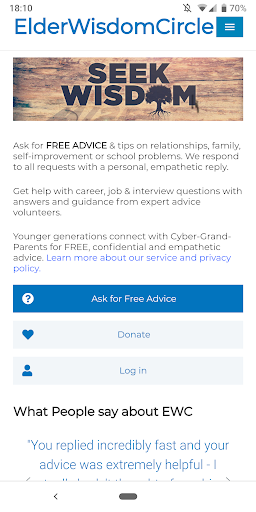 18:10
70%
ElderWisdomCircle
SEEK
WISDOM
Ask for FREE ADVICE & tips on relationships, family,
self-improvement or school problems. We respond
to all requests with a personal, empathetic reply.
Get help with career, job & interview questions with
answers and guidance from expert advice
volunteers.
Younger generations connect with Cyber-Grand-
Parents for FREE, confidential and empathetic
advice. Learn more about our service and privacy
policy.
Ask for Free Advice
Donate
Log in
What People say about EWC
"You replied incredibly fast and your
advice was extremely helpful - I